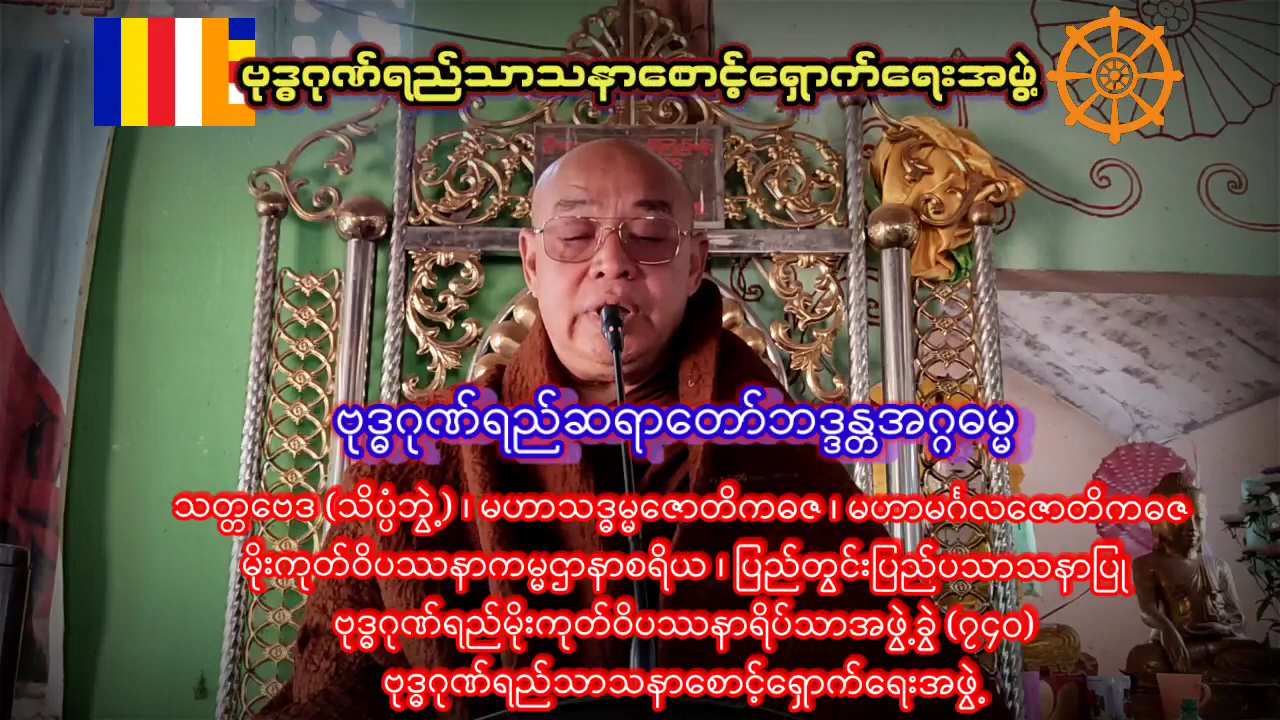 ဗုဒ္ဓဂုဏ်ရည်သာသနာစောင့်ရှောက်ရေးအဖွဲ့
ဗုဒ္ဓဂုဏ်ရည်ဆရာတော်ဘဒ္ဒန္တအဂ္ဂဓမ္မ
သတ္တဗေဒ (သိပ္ပံဘွဲ့) ၊ မဟာသဒ္ဓမ္မဇောတိကဓဇ ၊ မဟာမင်္ဂလဇောတိကဓဇ
မိုးကုတ်ဝိပဿနာကမ္မဌာနာစရိယ ၊ ပြည်တွင်းပြည်ပသာသနာပြု
ဗုဒ္ဓဂုဏ်ရည်မိုးကုတ်ဝိပဿနာရိပ်သာအဖွဲ့ခွဲ (၇၄၀)
ဗုဒ္ဓဂုဏ်ရည်သာသနာစောင့်ရှောက်ရေးအဖွဲ့